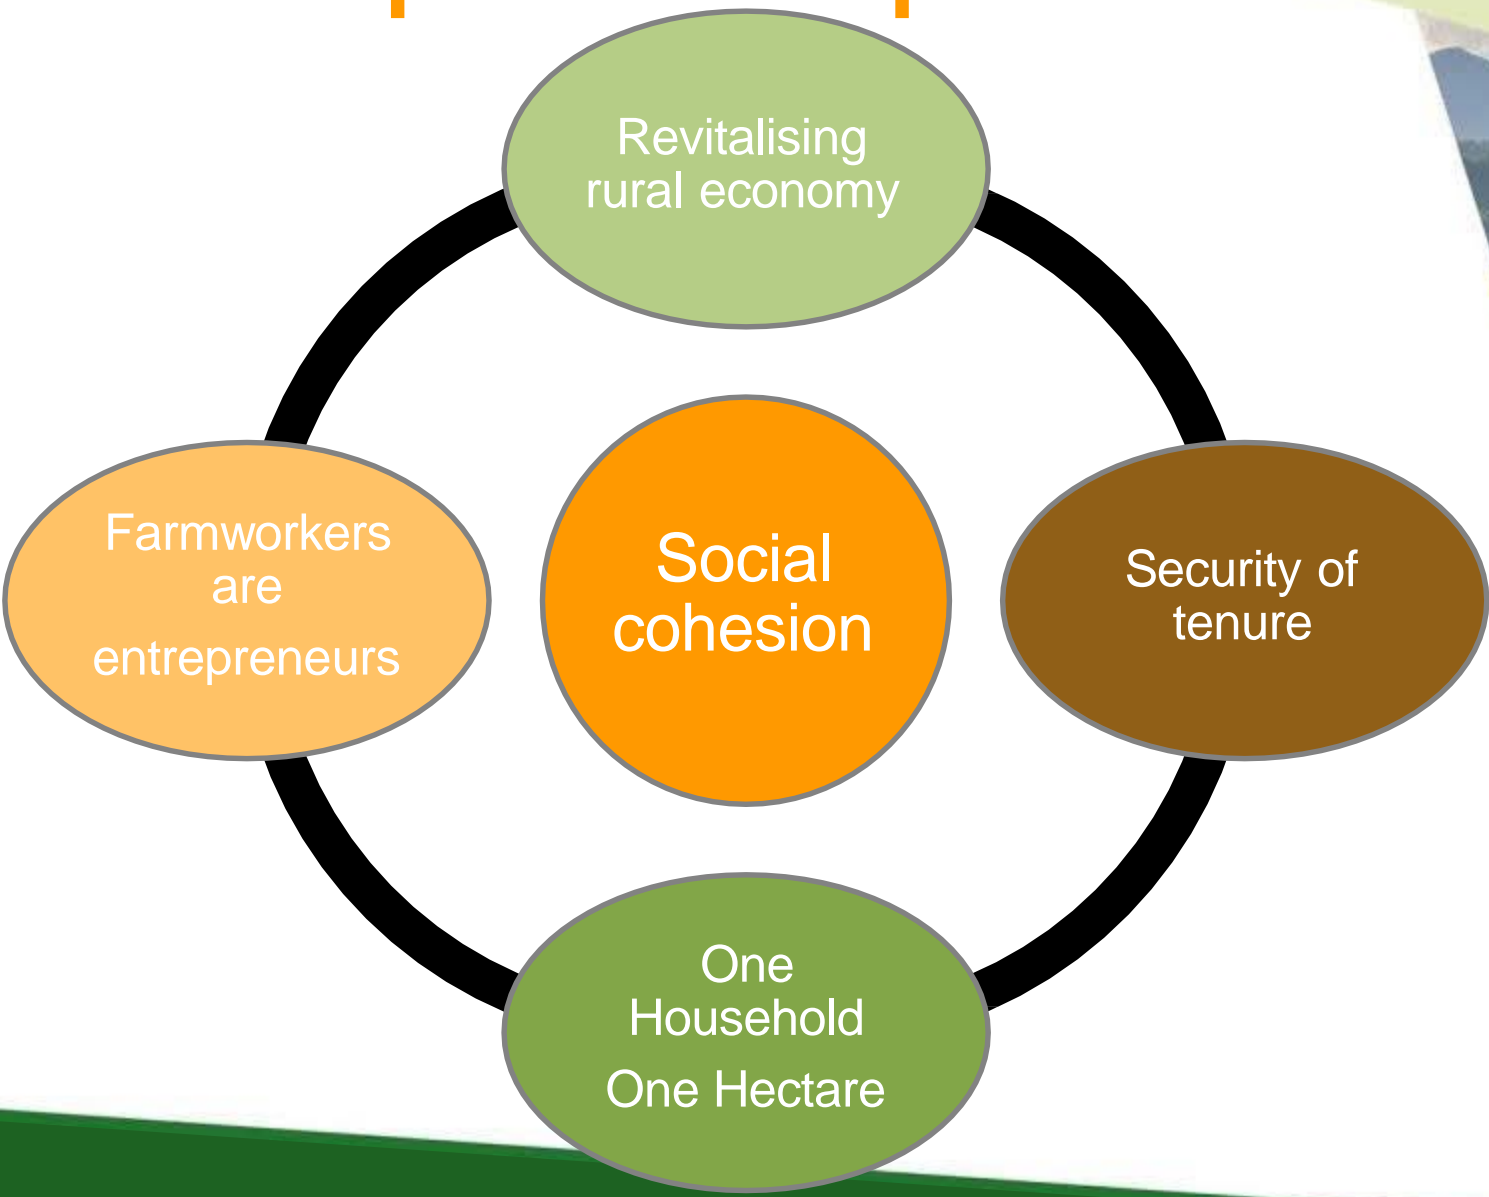 Revitalising
rural economy
Farmworkers
are
entrepreneurs
Social
cohesion
Security of
tenure
One
Household
One Hectare